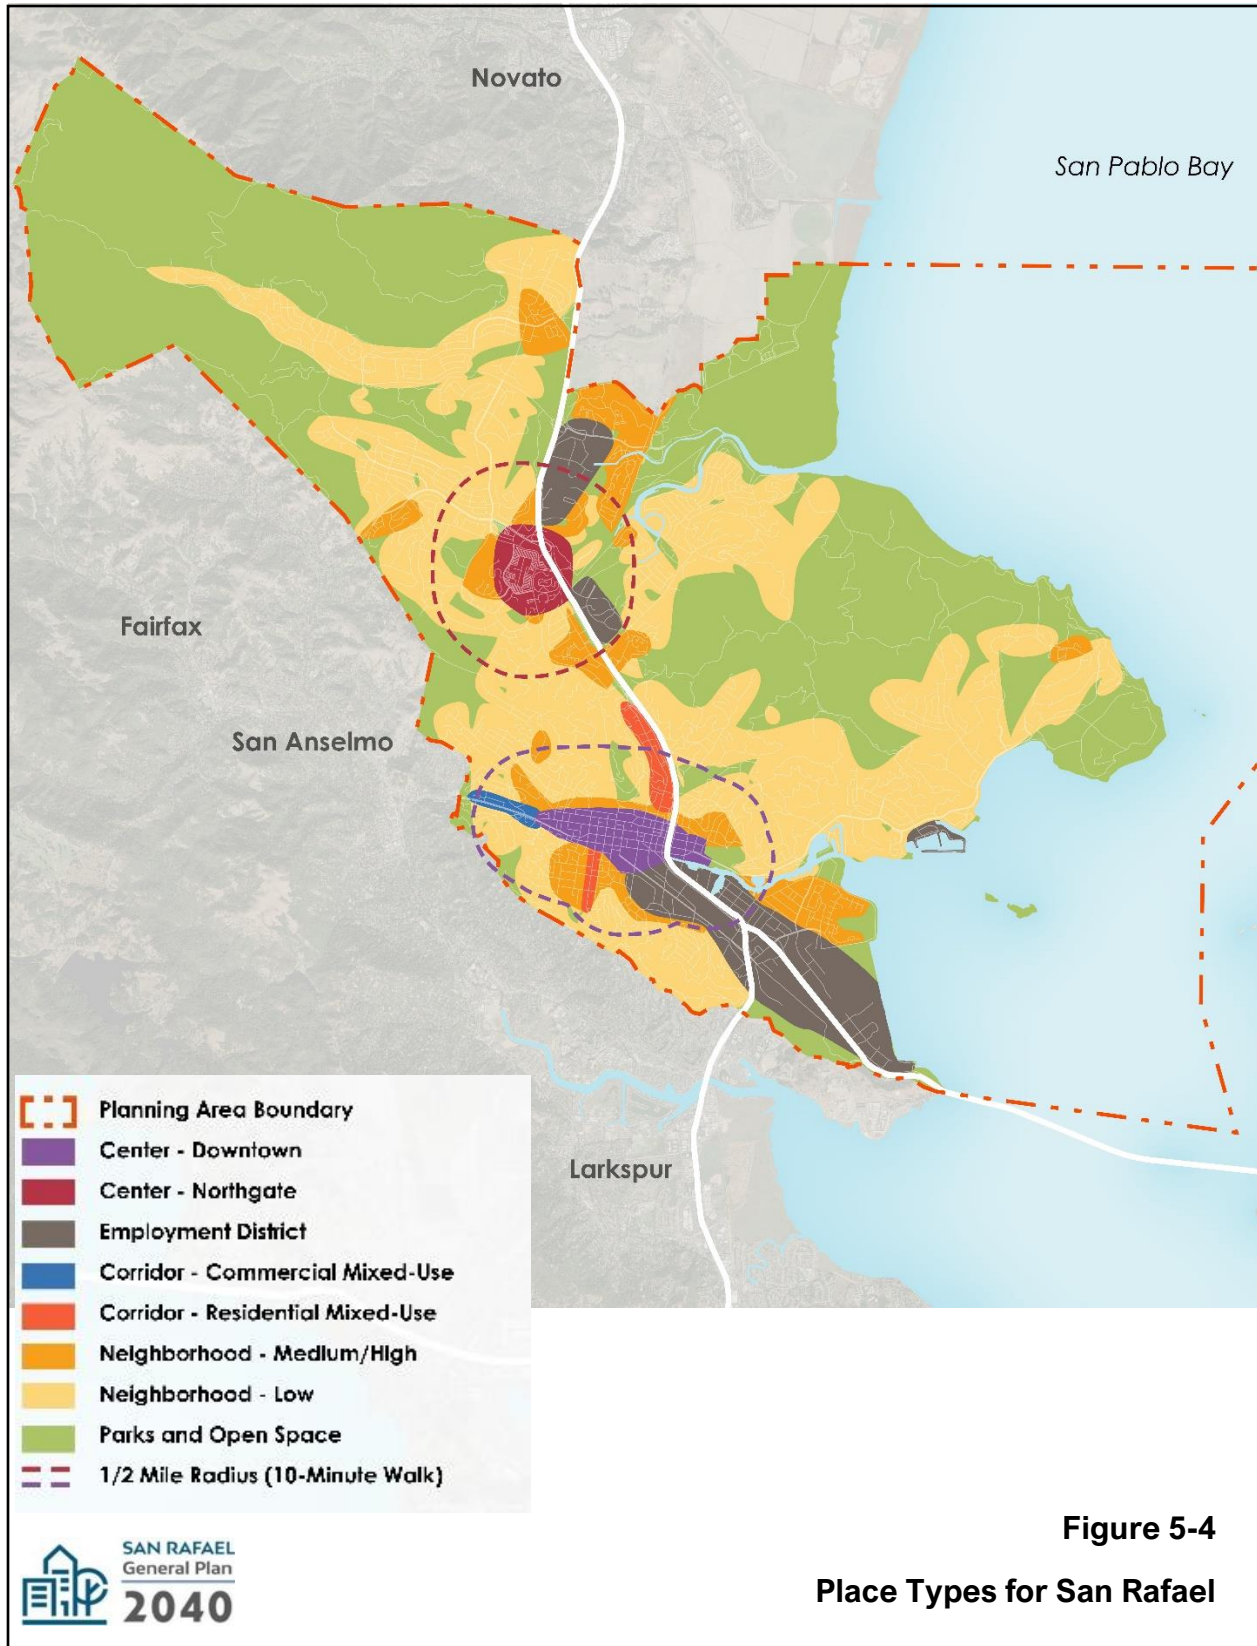 Novato
San Pablo Bay
Fairfax
San Anselmo
Larkspur
Planning Area Boundary
Center - Downtown
Center - Northgate
Employment District
Corridor - Commercial Mixed-Use
Corridor - Residential Mixed-Use
Neighborhood - Medium/High
Neighborhood - Low
Parks and Open Space
1/2 Mile Radius (10-Minute Walk)
SAN RAFAEL
General Plan
2040
Figure 5-4
Place Types for San Rafael